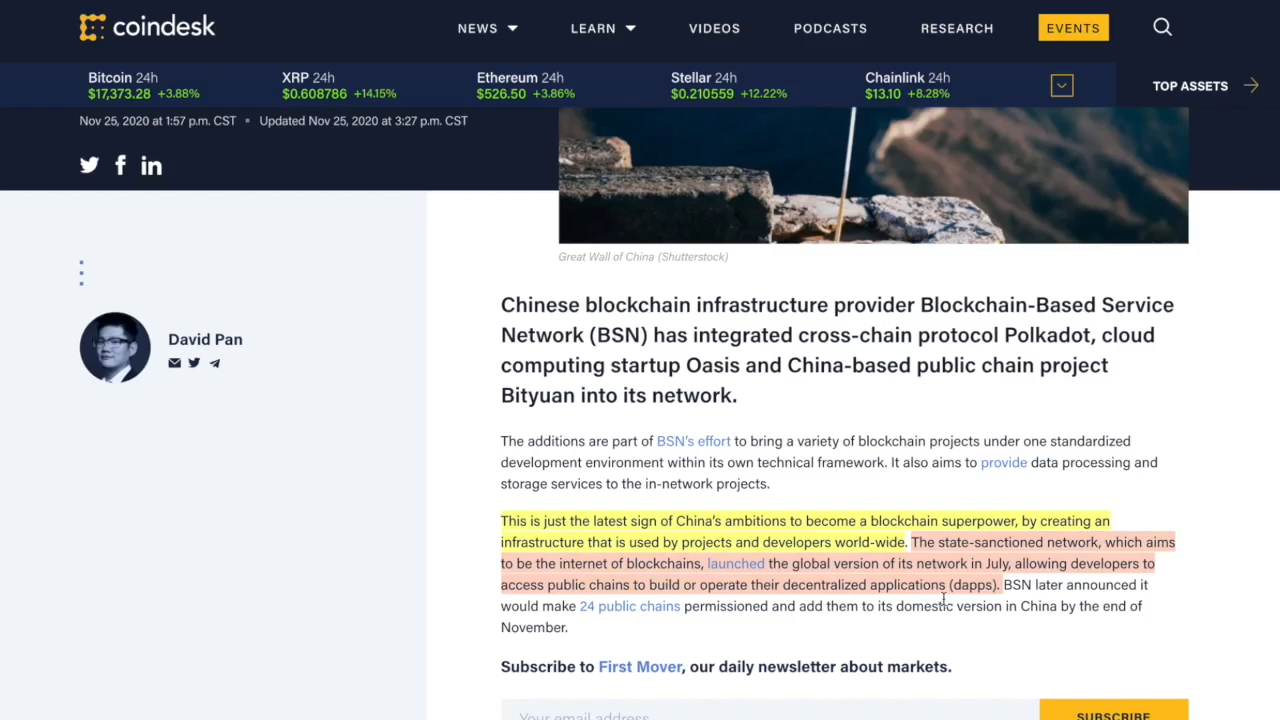 coindesk
NEWS LEARN VIDEOS PODCASTS RESEARCH EVENTS
Bitcoin 24h XRP 24h Ethereum 24h Stellar 24h Chainlink 24h
$17,373.28 +3.88% $0.608786 +14.15% $526.50 +3.86% $0.210559 +12.22% $13.10 +8.28%
TOP ASSETS
Nov 25, 2020 at 1:57 p.m. CST ▪ Updated Nov 25, 2020 at 3:27 p.m. CST
Great Wall of China (Shutterstock)
David Pan
Chinese blockchain infrastructure provider Blockchain-Based Service
Network (BSN) has integrated cross-chain protocol Polkadot, cloud
computing startup Oasis and China-based public chain project
Bityuan into its network.
The additions are part of BSN's effort to bring a variety of blockchain projects under one standardized
development environment within its own technical framework. It also aims to provide data processing and
storage services to the in-network projects.
This is just the latest sign of China's ambitions to become a blockchain superpower, by creating an
infrastructure that is used by projects and developers world-wide. The state-sanctioned network, which aims
to be the internet of blockchains, launched the global version of its network in July, allowing developers to
access public chains to build or operate their decentralized applications (dapps). BSN later announced it
would make 24 public chains permissioned and add them to its domestic version in China by the end of
November.
Subscribe to First Mover, our daily newsletter about markets.
Your email address
SUBSCRIBE